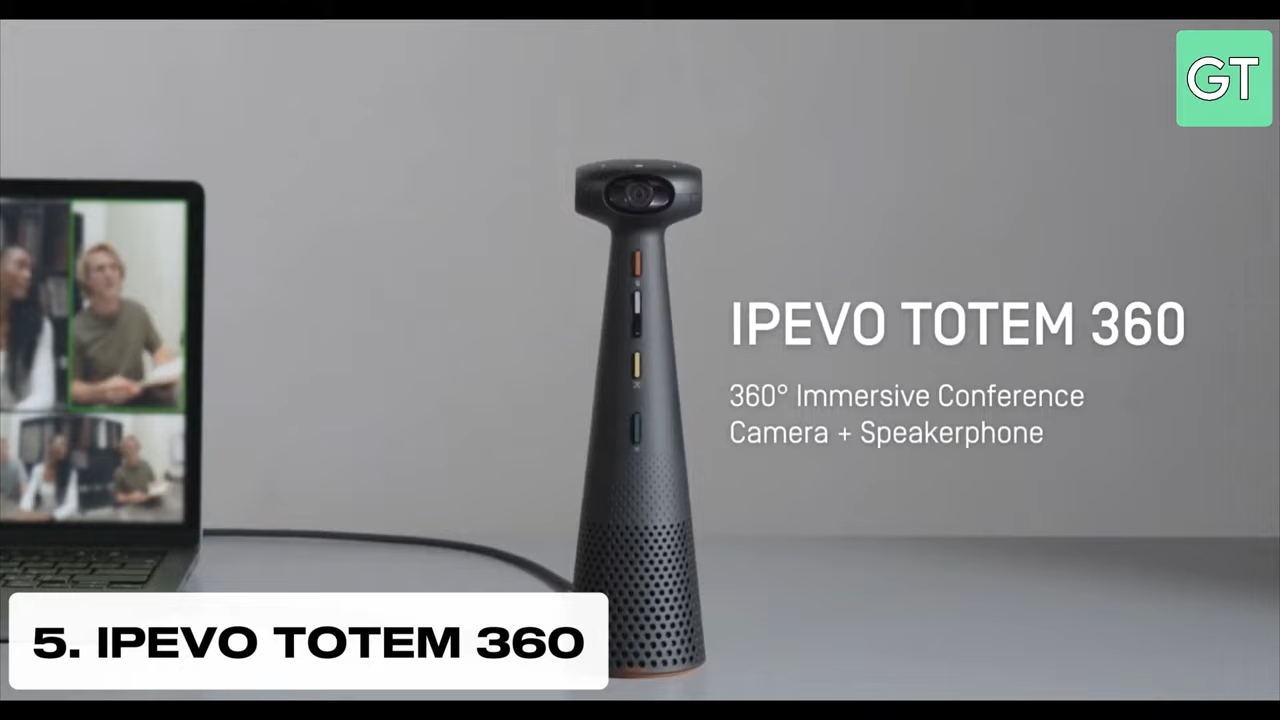 GT
IPEVO TOTEM 360
360° Immersive Conference
Camera + Speakerphone
5. IPEVO TOTEM 360